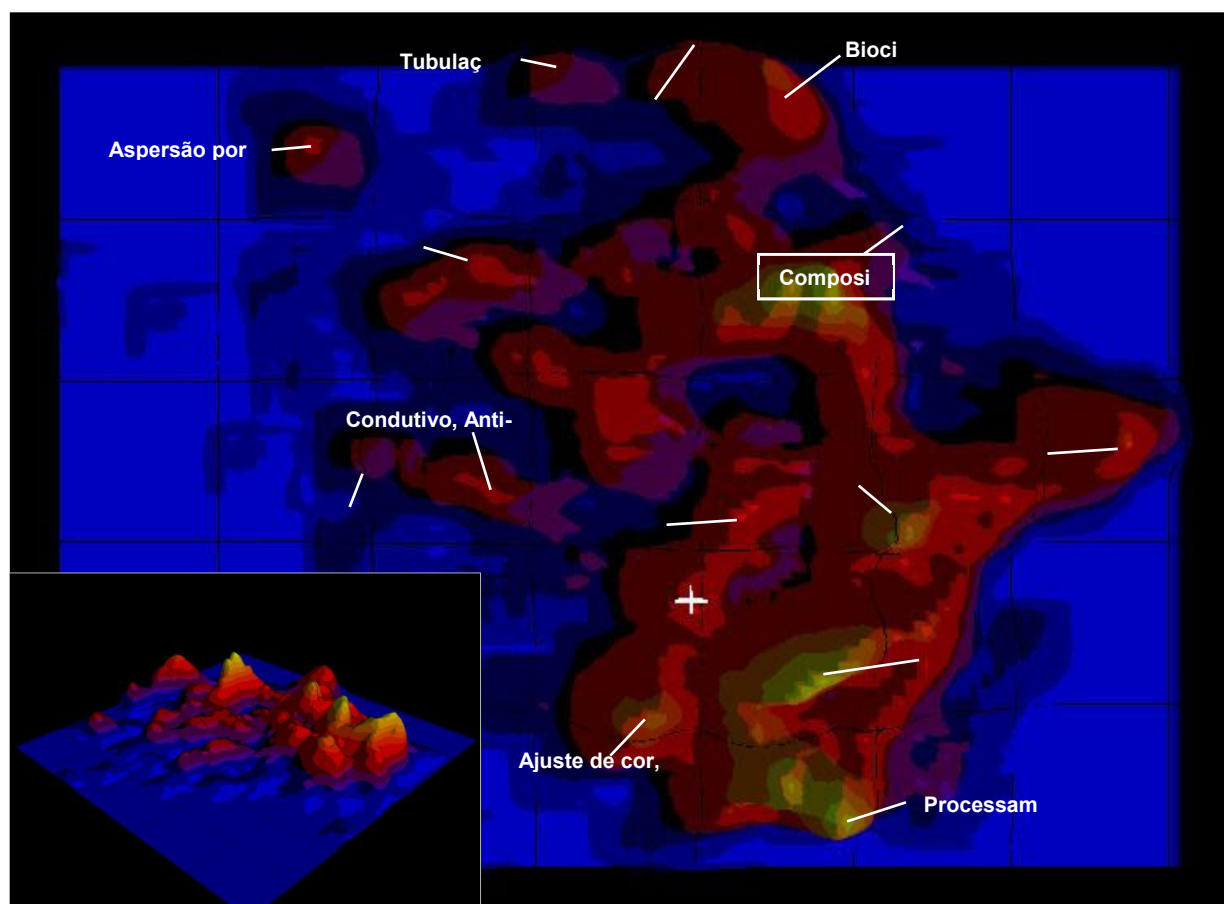 Tubulaç
Bioci
Aspersão por
Composi
Condutivo, Anti-
Ajuste de cor,
Processam